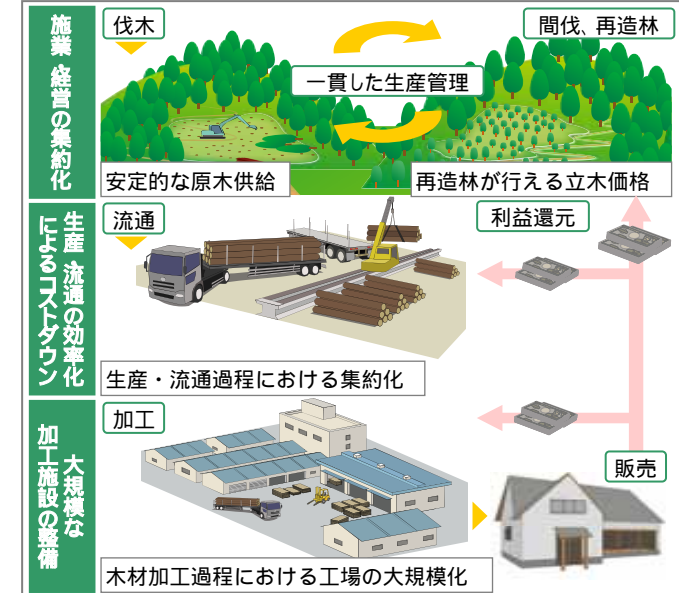 施業・経営の集約化
伐木
間伐、再造林
一貫した生産管理
安定的な原木供給
再造林が行える立木価格
生産・流通の効率化
によるコストダウン
流通
利益還元
生産・流通過程における集約化
大規模な
加工施設の整備
加工
販売
木材加工過程における工場の大規模化